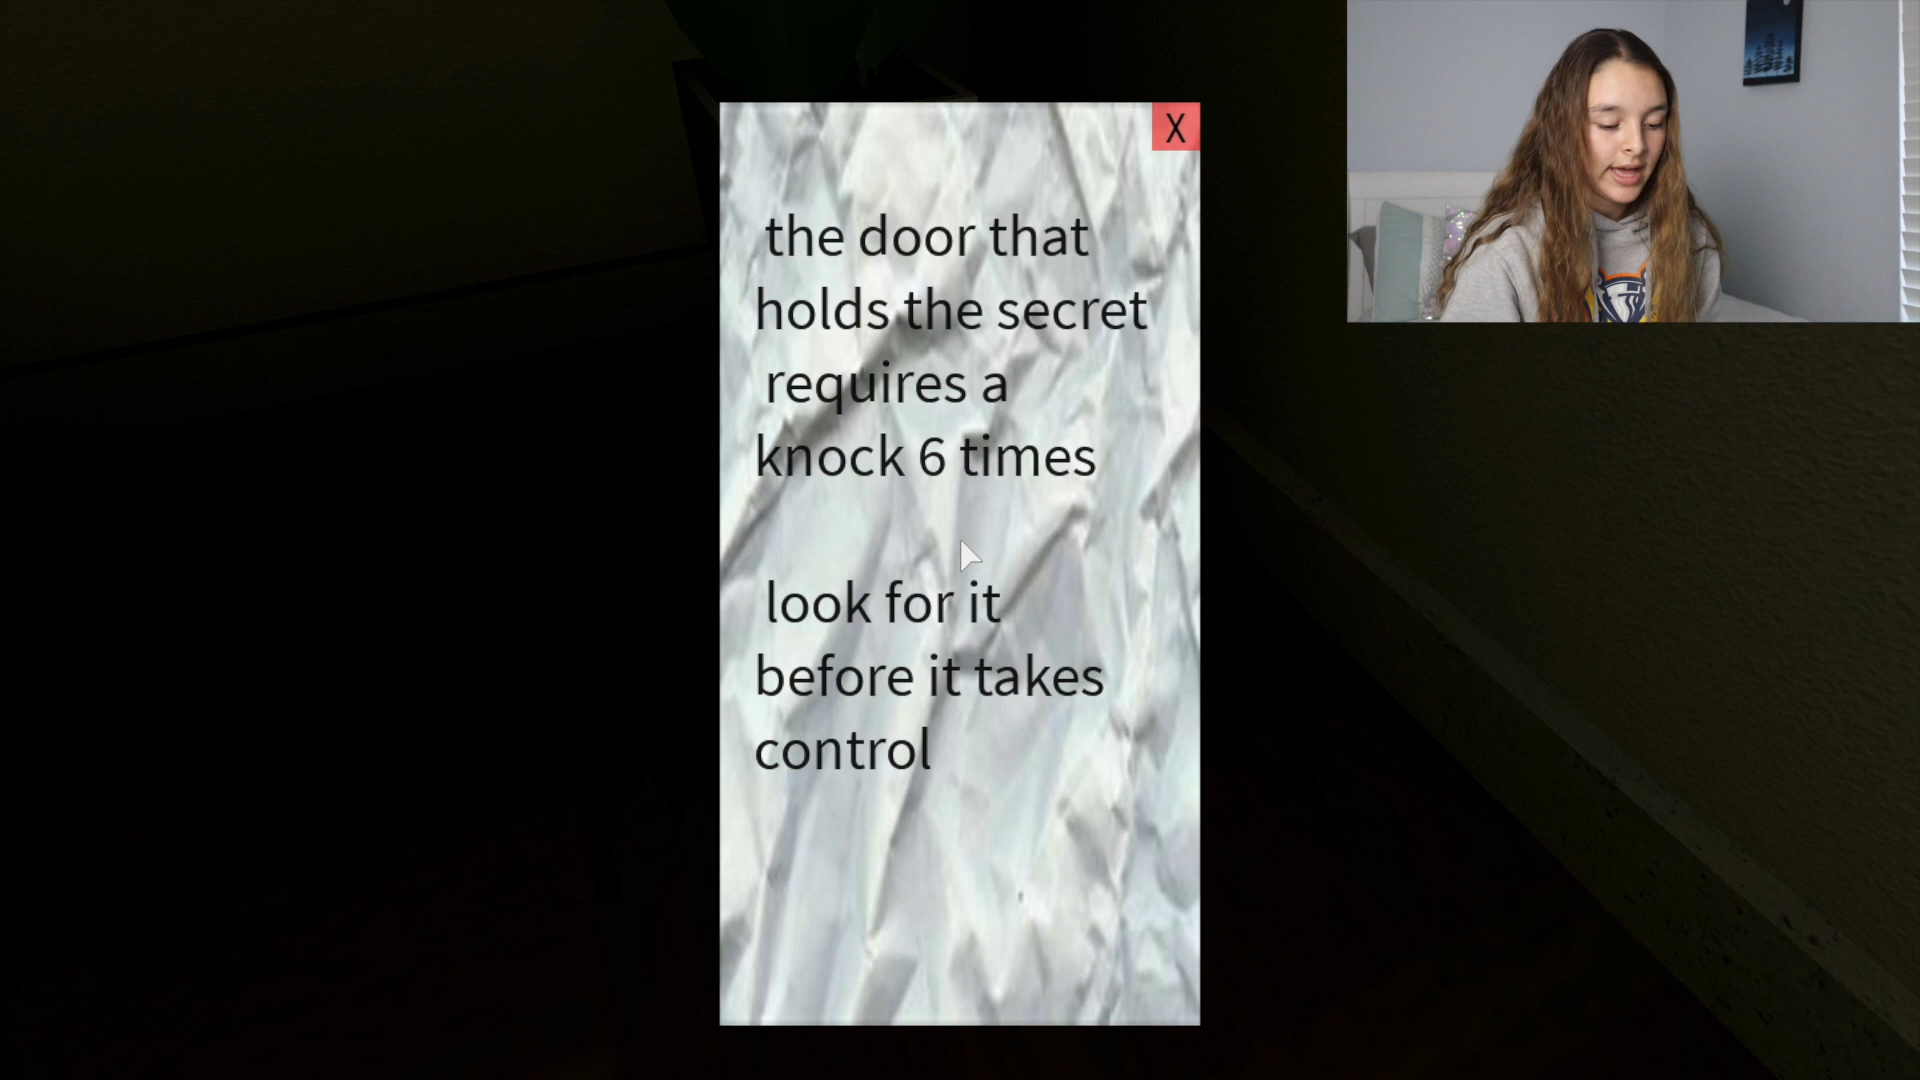 X
the door that
holds the secret
requires a
knock 6 times
look for it
before it takes
control